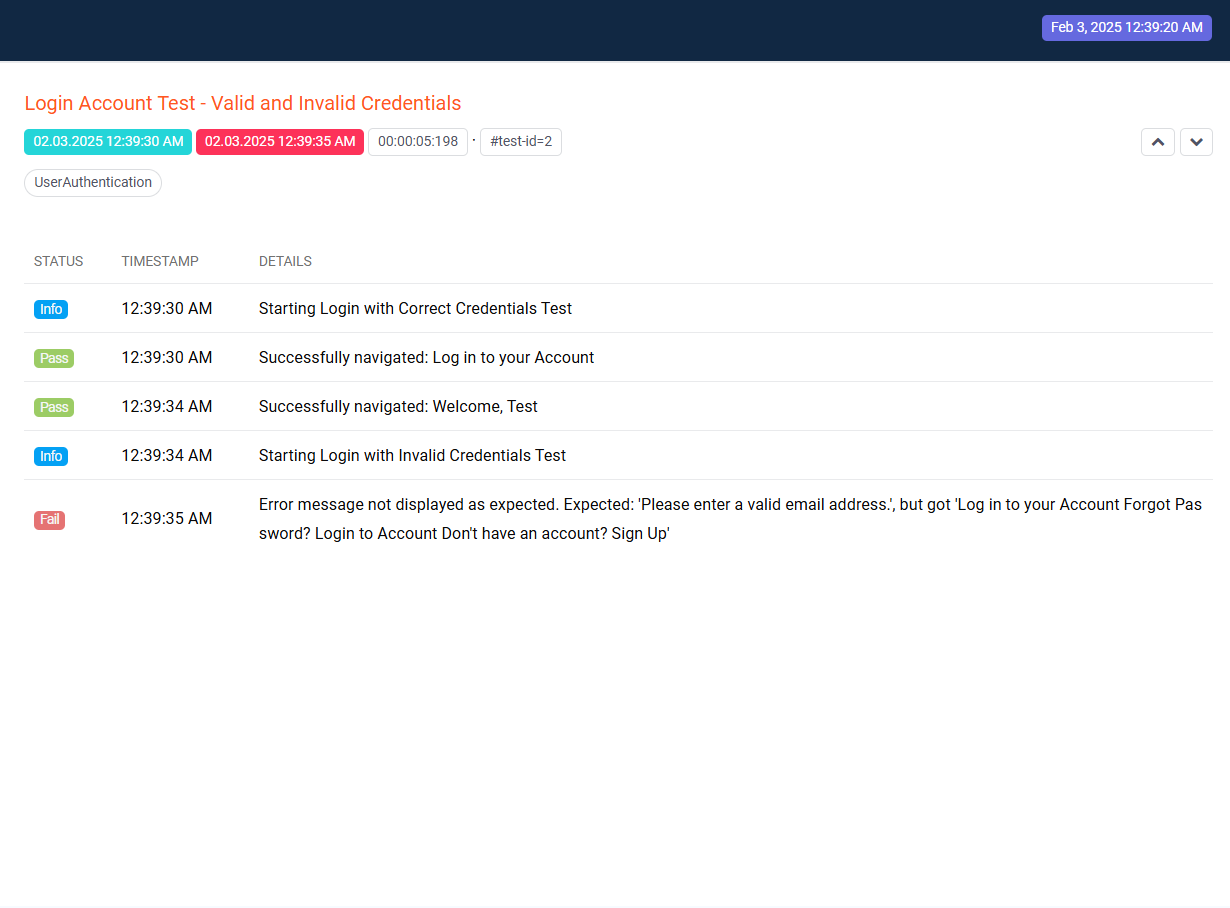 Feb 3, 2025 12:39:20 AM
Login Account Test - Valid and Invalid Credentials
02.03.2025 12:39:30 AM 02.03.2025 12:39:35 AM 00:00:05:198 · #test-id=2
UserAuthentication
STATUS TIMESTAMP DETAILS
Info 12:39:30 AM Starting Login with Correct Credentials Test
Pass 12:39:30 AM Successfully navigated: Log in to your Account
Pass 12:39:34 AM Successfully navigated: Welcome, Test
Info 12:39:34 AM Starting Login with Invalid Credentials Test
Fail 12:39:35 AM Error message not displayed as expected. Expected: 'Please enter a valid email address.', but got 'Log in to your Account Forgot Pas
sword? Login to Account Don't have an account? Sign Up'